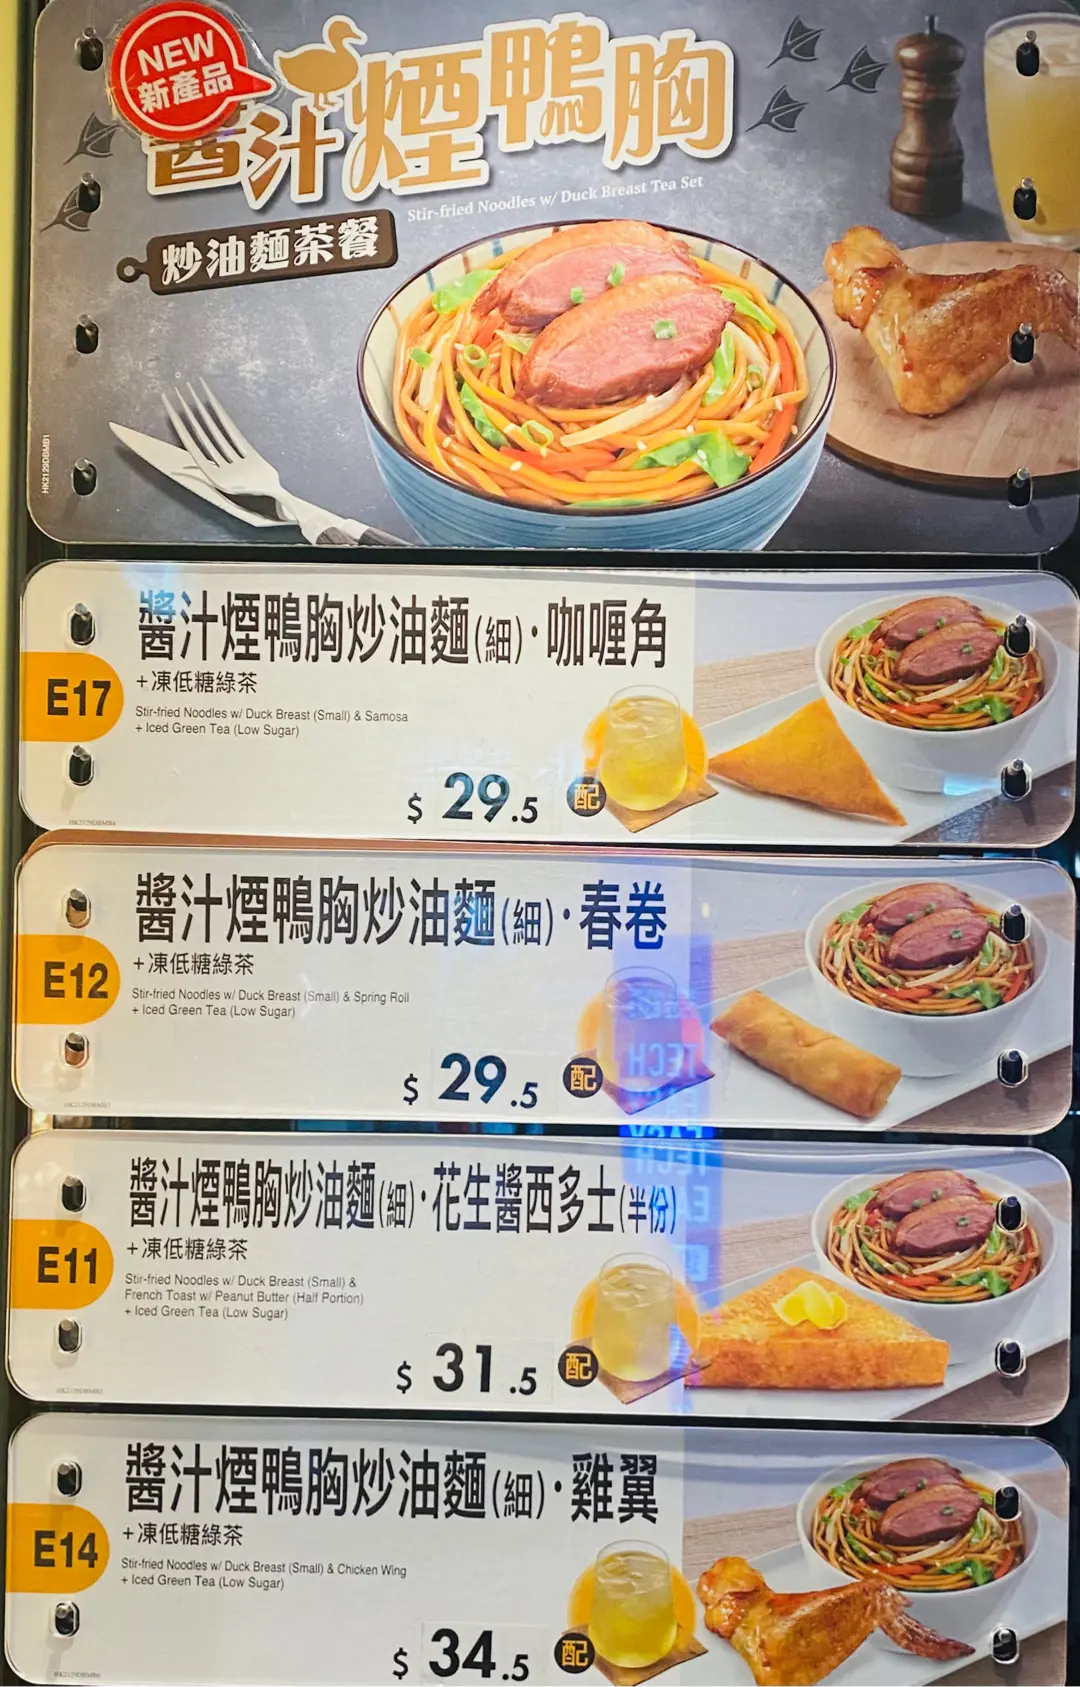 NEW
新產品
醬汁煙鴨胸
Stir-fried Noodles w/ Duck Breast Tea Set
炒油麵茶餐
HK2129DBMB1
醬汁煙鴨胸炒油麵(細)·咖喱角
+凍低糖綠茶
E17
Stir-fried Noodles w/ Duck Breast (Small) & Samosa
+ Iced Green Tea (Low Sugar)
$ 29.5
配
醬汁煙鴨胸炒油麵(細)·春卷
+凍低糖綠茶
E12
Stir-fried Noodles w/ Duck Breast (Small) & Spring Roll
+ Iced Green Tea (Low Sugar)
$ 29.5
配
醬汁煙鴨胸炒油麵(細)·花生醬西多士(半份)
+凍低糖綠茶
E11
Stir-fried Noodles w/ Duck Breast (Small) &
French Toast w/ Peanut Butter (Half Portion)
+ Iced Green Tea (Low Sugar)
$ 31.5
配
醬汁煙鴨胸炒油麵(細)·雞翼
+凍低糖綠茶
E14
Stir-fried Noodles w/ Duck Breast (Small) & Chicken Wing
+ Iced Green Tea (Low Sugar)
$ 34.5
配